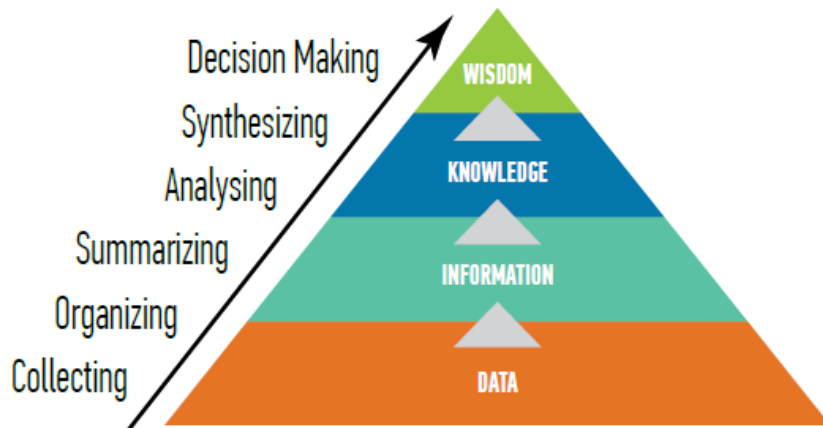 Decision Making
WISDOM
Synthesizing
KNOWLEDGE
Analysing
Summarizing
INFORMATION
Organizing
Collecting
DATA